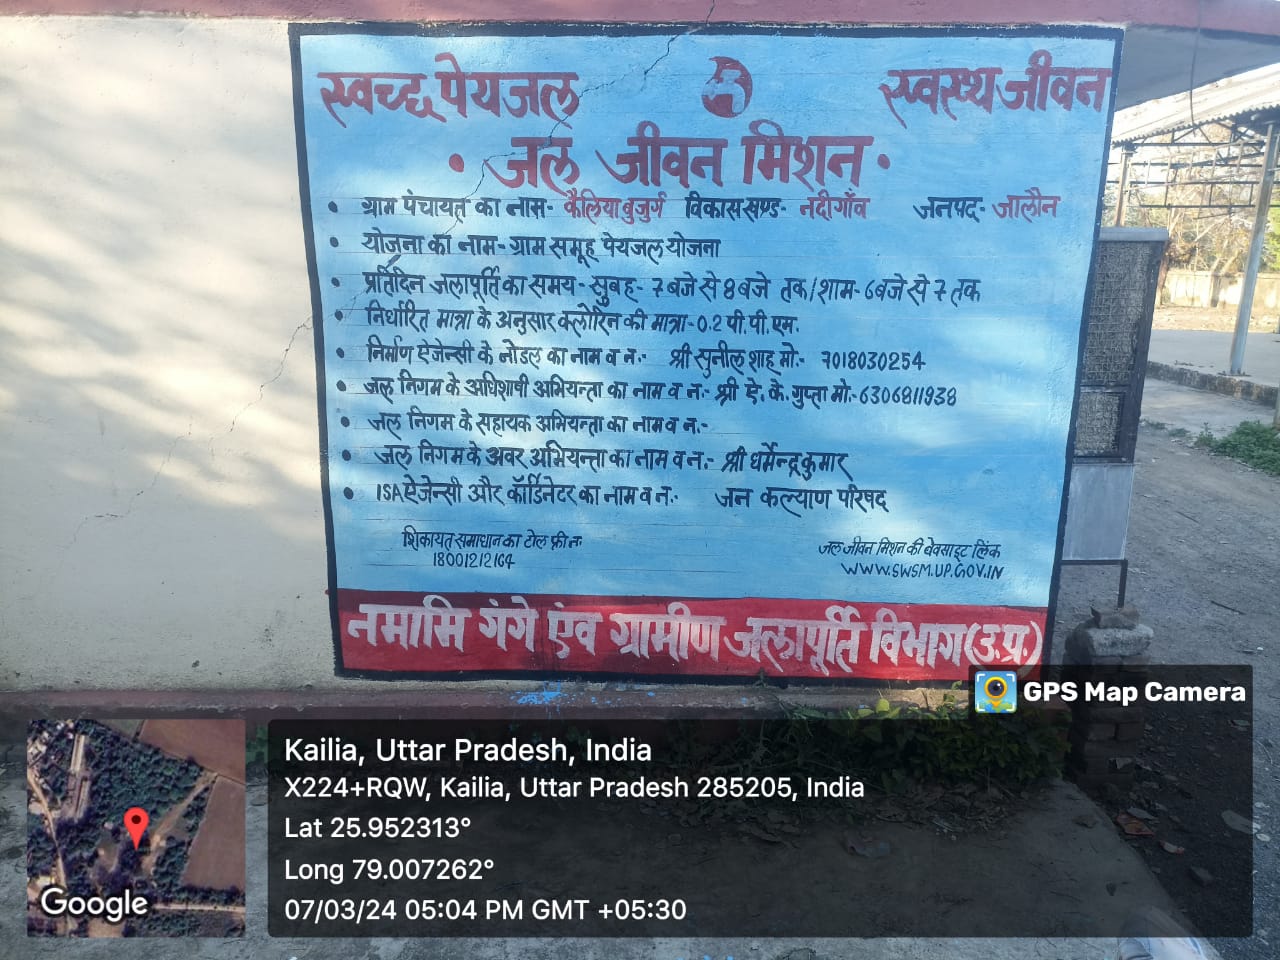 स्वच्छ पेयजल स्वस्थ जीवन
• जल जीवन मिशन •
• ग्राम पंचायत का नाम- कैलिया बुजुर्ग विकासखण्ड- नदीगाँव जनपद- जालौन
• योजना का नाम- ग्राम समूह पेयजल योजना
• प्रतिदिन जलापूर्ति का समय- सुबह- 7 बजे से 8 बजे तक/शाम- 6 बजे से 7 तक
• निर्धारित मात्रा के अनुसार क्लोरिन की मात्रा- 0.2 पी.पी.एम.
• निर्माण ऐजेन्सी के नोडल का नाम व न.:- श्री सुनील शाह मो:- 7018030254
• जल निगम के अधिशाषी अभियन्ता का नाम व न:- श्री ऐ. के. गुप्ता मो:- 6306811938
• जल निगम के सहायक अभियन्ता का नाम व न.:-
• जल निगम के अवर अभियन्ता का नाम व न.:- श्री धर्मेन्द्र कुमार
• ISA ऐजेन्सी और कॉर्डिनेटर का नाम व न.: जन कल्याण परिषद
शिकायत समाधान का टोल फ्री न:
18001212164
जल जीवन मिशन की वेवसाइट लिंक
WWW.SWSM.UP.GOV.IN
नमामि गंगे एंव ग्रामीण जलापूर्ति विभाग (उ.प्र.)
GPS Map Camera
Kailia, Uttar Pradesh, India
X224+RQW, Kailia, Uttar Pradesh 285205, India
Lat 25.952313°
Long 79.007262°
07/03/24 05:04 PM GMT +05:30
Google